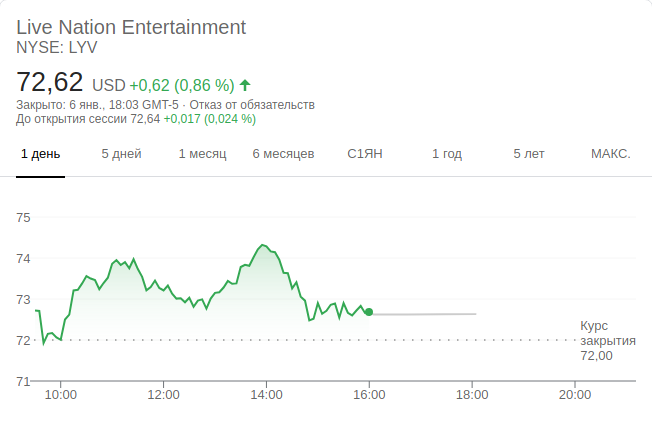 Live Nation Entertainment
NYSE: LYV
72,62 USD +0,62 (0,86 %)
Закрыто: 6 янв., 18:03 GMT-5 · Отказ от обязательств
До открытия сессии 72,64 +0,017 (0,024 %)
1 день 5 дней 1 месяц 6 месяцев С1ЯН 1 год 5 лет МАКС.
75
74
73
Курс
72 закрытия
72,00
71
10:00 12:00 14:00 16:00 18:00 20:00